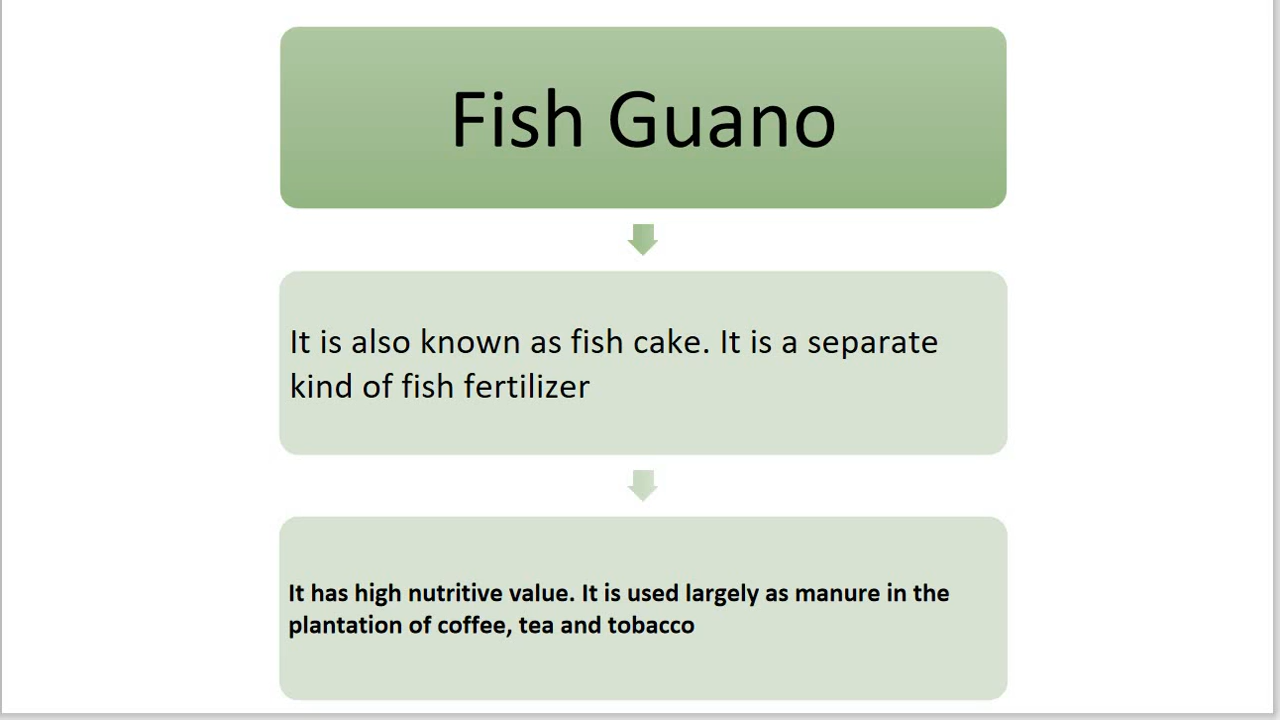 Fish Guano
It is also known as fish cake. It is a separate
kind of fish fertilizer
It has high nutritive value. It is used largely as manure in the
plantation of coffee, tea and tobacco